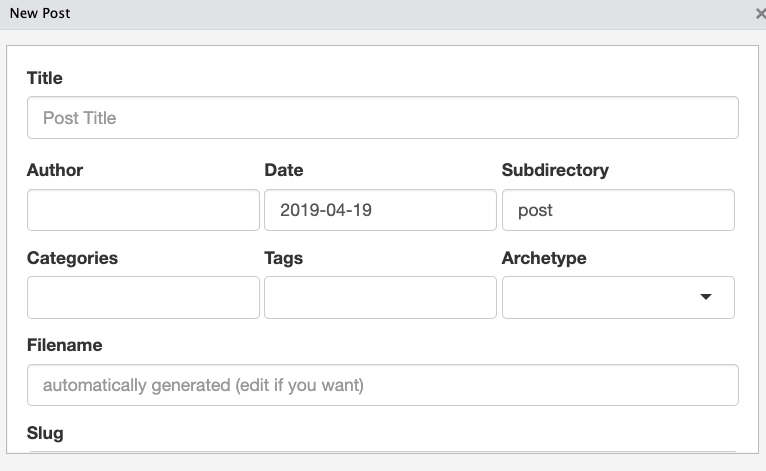 New Post
Title
Post Title
Author Date Subdirectory
2019-04-19 post
Categories Tags Archetype
Filename
automatically generated (edit if you want)
Slug